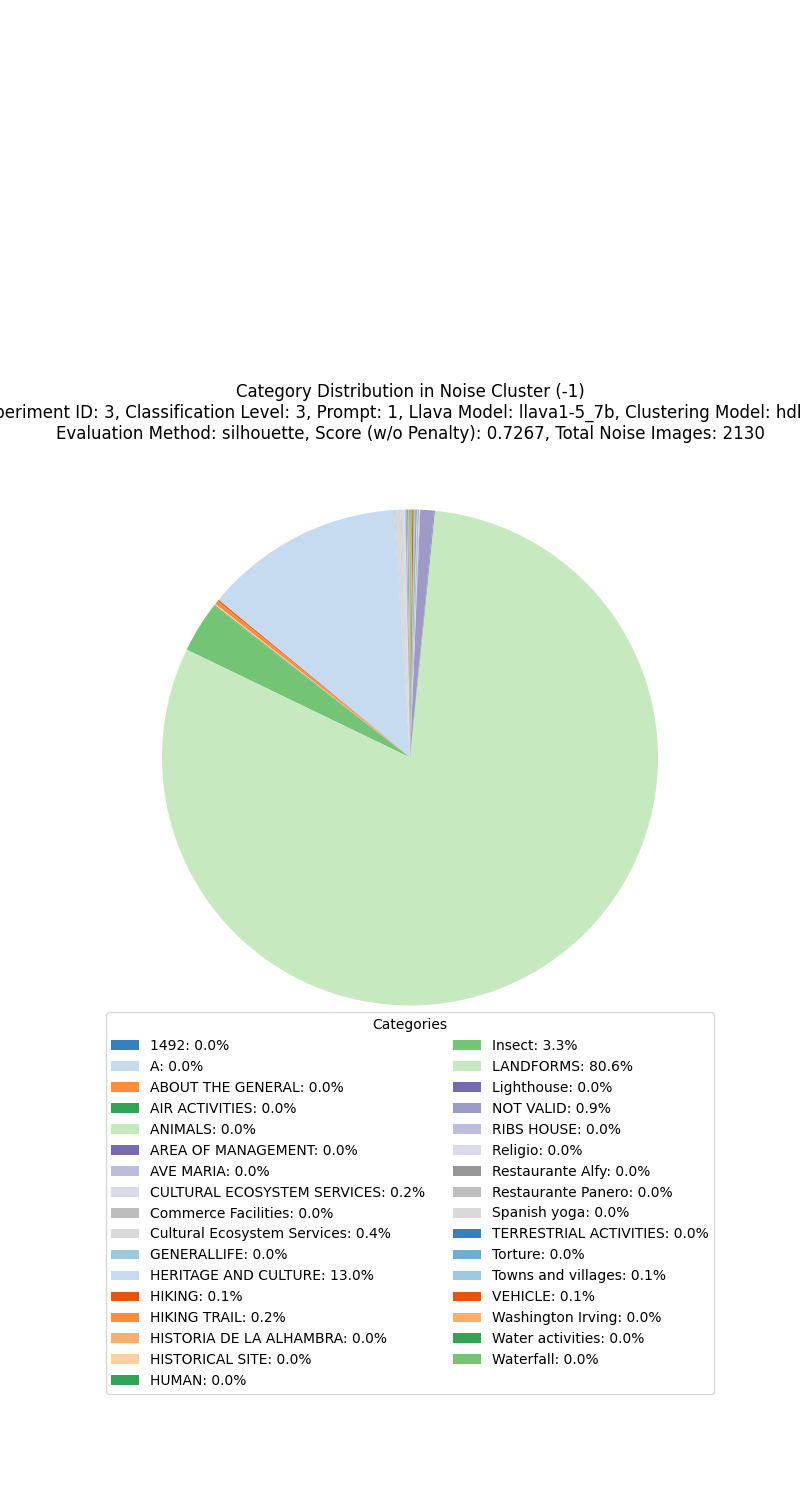 Category Distribution in Noise Cluster (-1)
periment ID: 3, Classification Level: 3, Prompt: 1, Llava Model: llava1-5_7b, Clustering Model: hd
Evaluation Method: silhouette, Score (w/o Penalty): 0.7267, Total Noise Images: 2130
Categories
1492: 0.0%
A: 0.0%
ABOUT THE GENERAL: 0.0%
AIR ACTIVITIES: 0.0%
ANIMALS: 0.0%
AREA OF MANAGEMENT: 0.0%
AVE MARIA: 0.0%
CULTURAL ECOSYSTEM SERVICES: 0.2%
Commerce Facilities: 0.0%
Cultural Ecosystem Services: 0.4%
GENERALLIFE: 0.0%
HERITAGE AND CULTURE: 13.0%
HIKING: 0.1%
HIKING TRAIL: 0.2%
HISTORIA DE LA ALHAMBRA: 0.0%
HISTORICAL SITE: 0.0%
HUMAN: 0.0%
Insect: 3.3%
LANDFORMS: 80.6%
Lighthouse: 0.0%
NOT VALID: 0.9%
RIBS HOUSE: 0.0%
Religio: 0.0%
Restaurante Alfy: 0.0%
Restaurante Panero: 0.0%
Spanish yoga: 0.0%
TERRESTRIAL ACTIVITIES: 0.0%
Torture: 0.0%
Towns and villages: 0.1%
VEHICLE: 0.1%
Washington Irving: 0.0%
Water activities: 0.0%
Waterfall: 0.0%